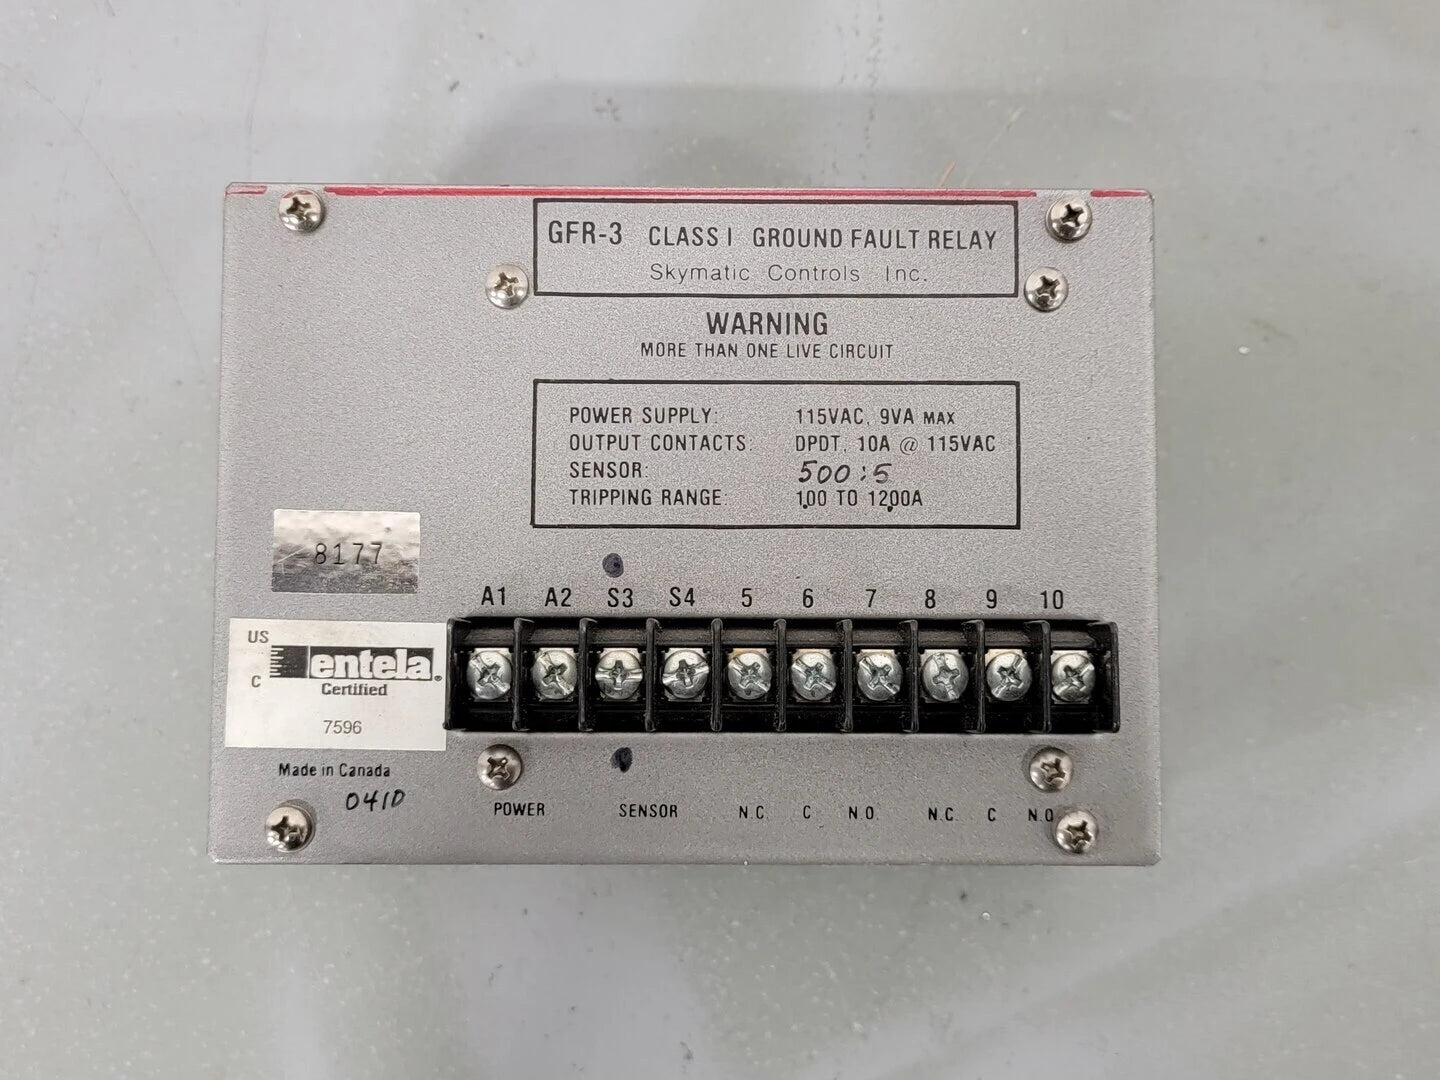 GFR-3 CLASS I GROUND FAULT RELAY
Skymatic Controls Inc.
WARNING
MORE THAN ONE LIVE CIRCUIT
POWER SUPPLY: 115VAC, 9VA MAX
OUTPUT CONTACTS: DPDT, 10A @ 115VAC
SENSOR: 500:5
TRIPPING RANGE: 100 TO 1200A
8177
A1 A2 S3 S4 5 6 7 8 9 10
US
C
entela
Certified
7596
Made in Canada
0410
POWER SENSOR N.C. C N.O. N.C. C N.O.